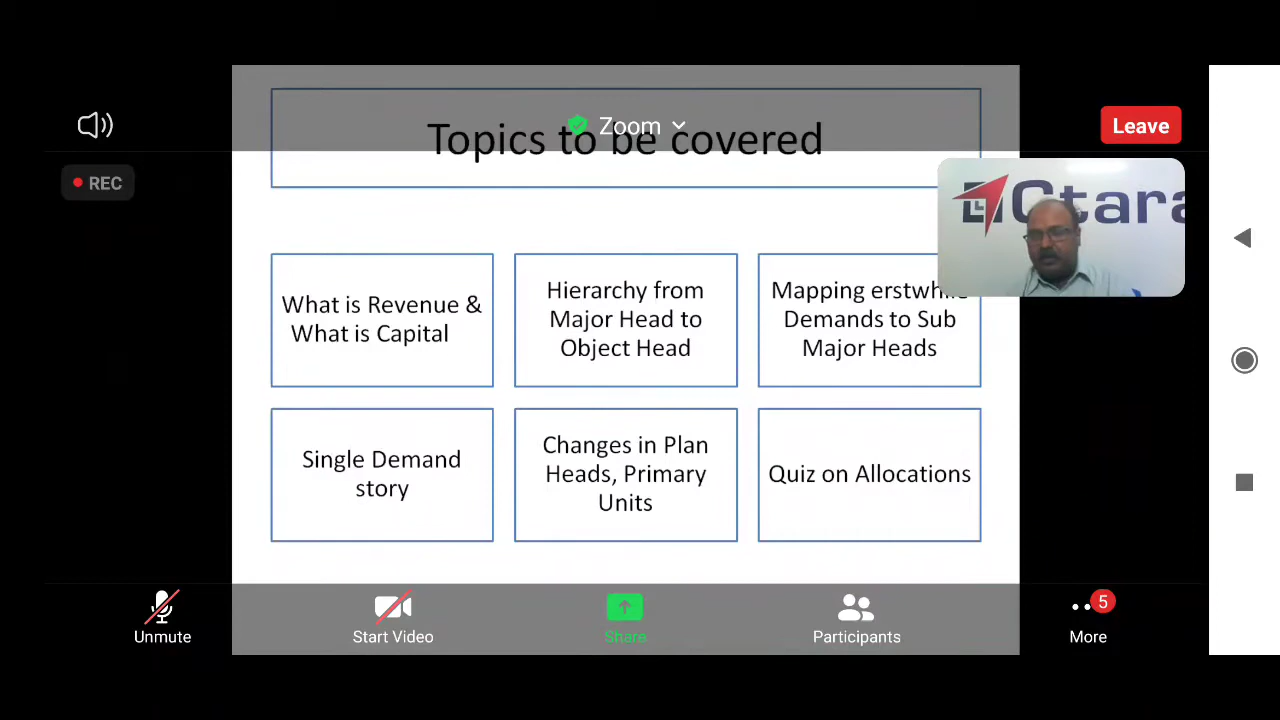 Zoom
Leave
Topics to be covered
REC
Ctara
What is Revenue &
What is Capital
Hierarchy from
Major Head to
Object Head
Mapping
Demands to Sub
Major Heads
Single Demand
story
Changes in Plan
Heads, Primary
Units
Quiz on Allocations
5
Unmute
Start Video
Share
Participants
More